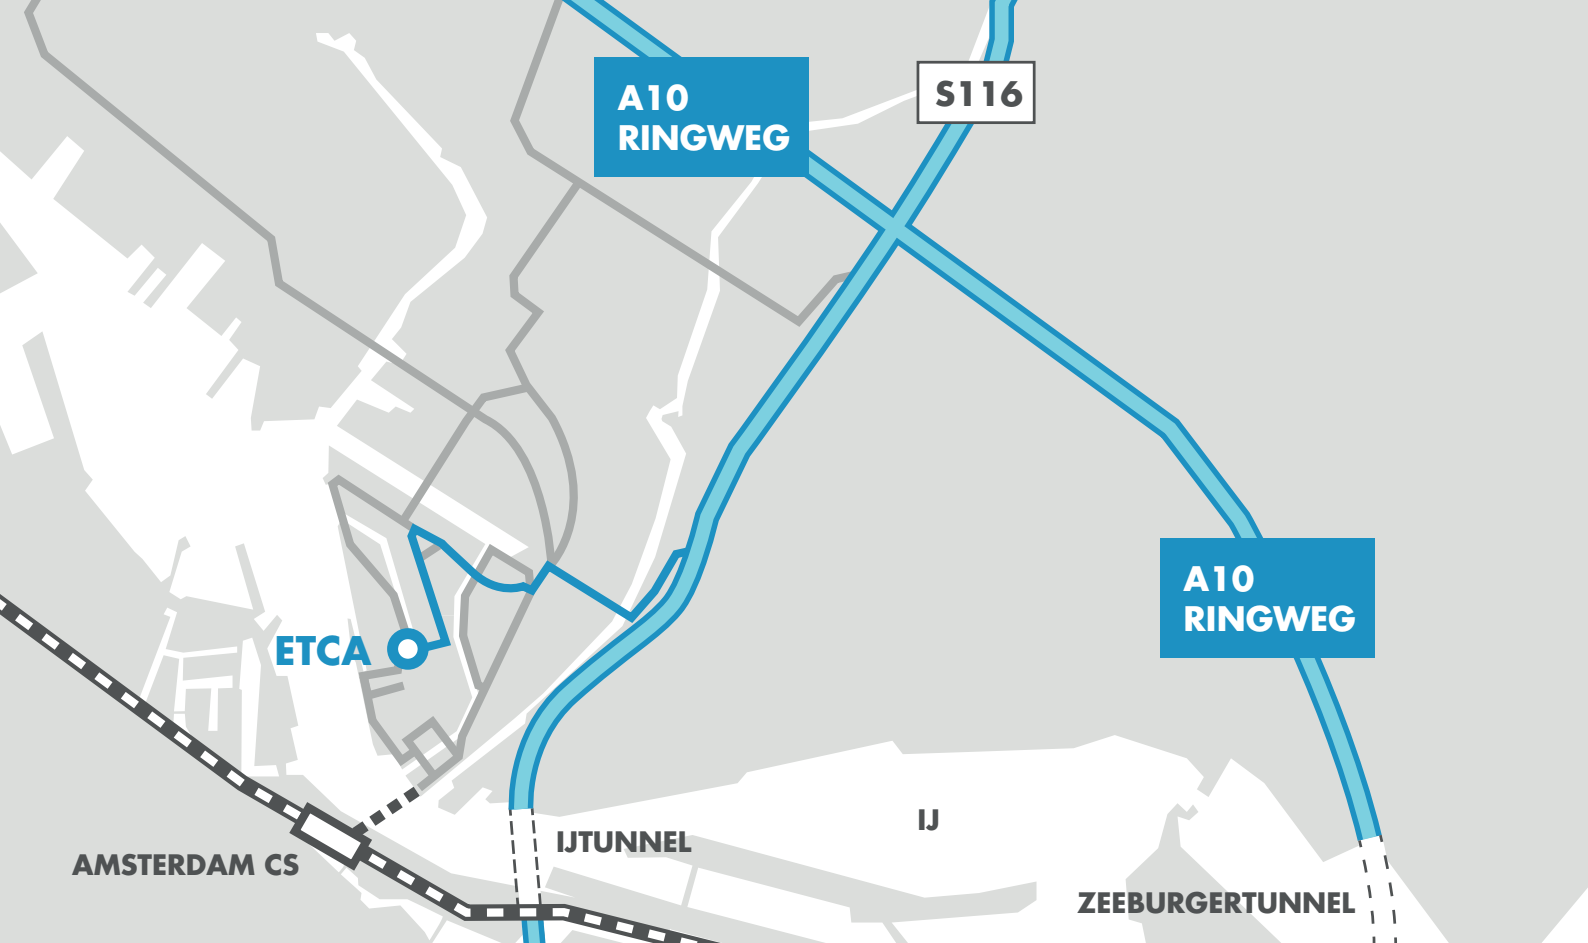 S116
A10
RINGWEG
A10
RINGWEG
ETCA
IJ
IJTUNNEL
AMSTERDAM CS
ZEEBURGERTUNNEL